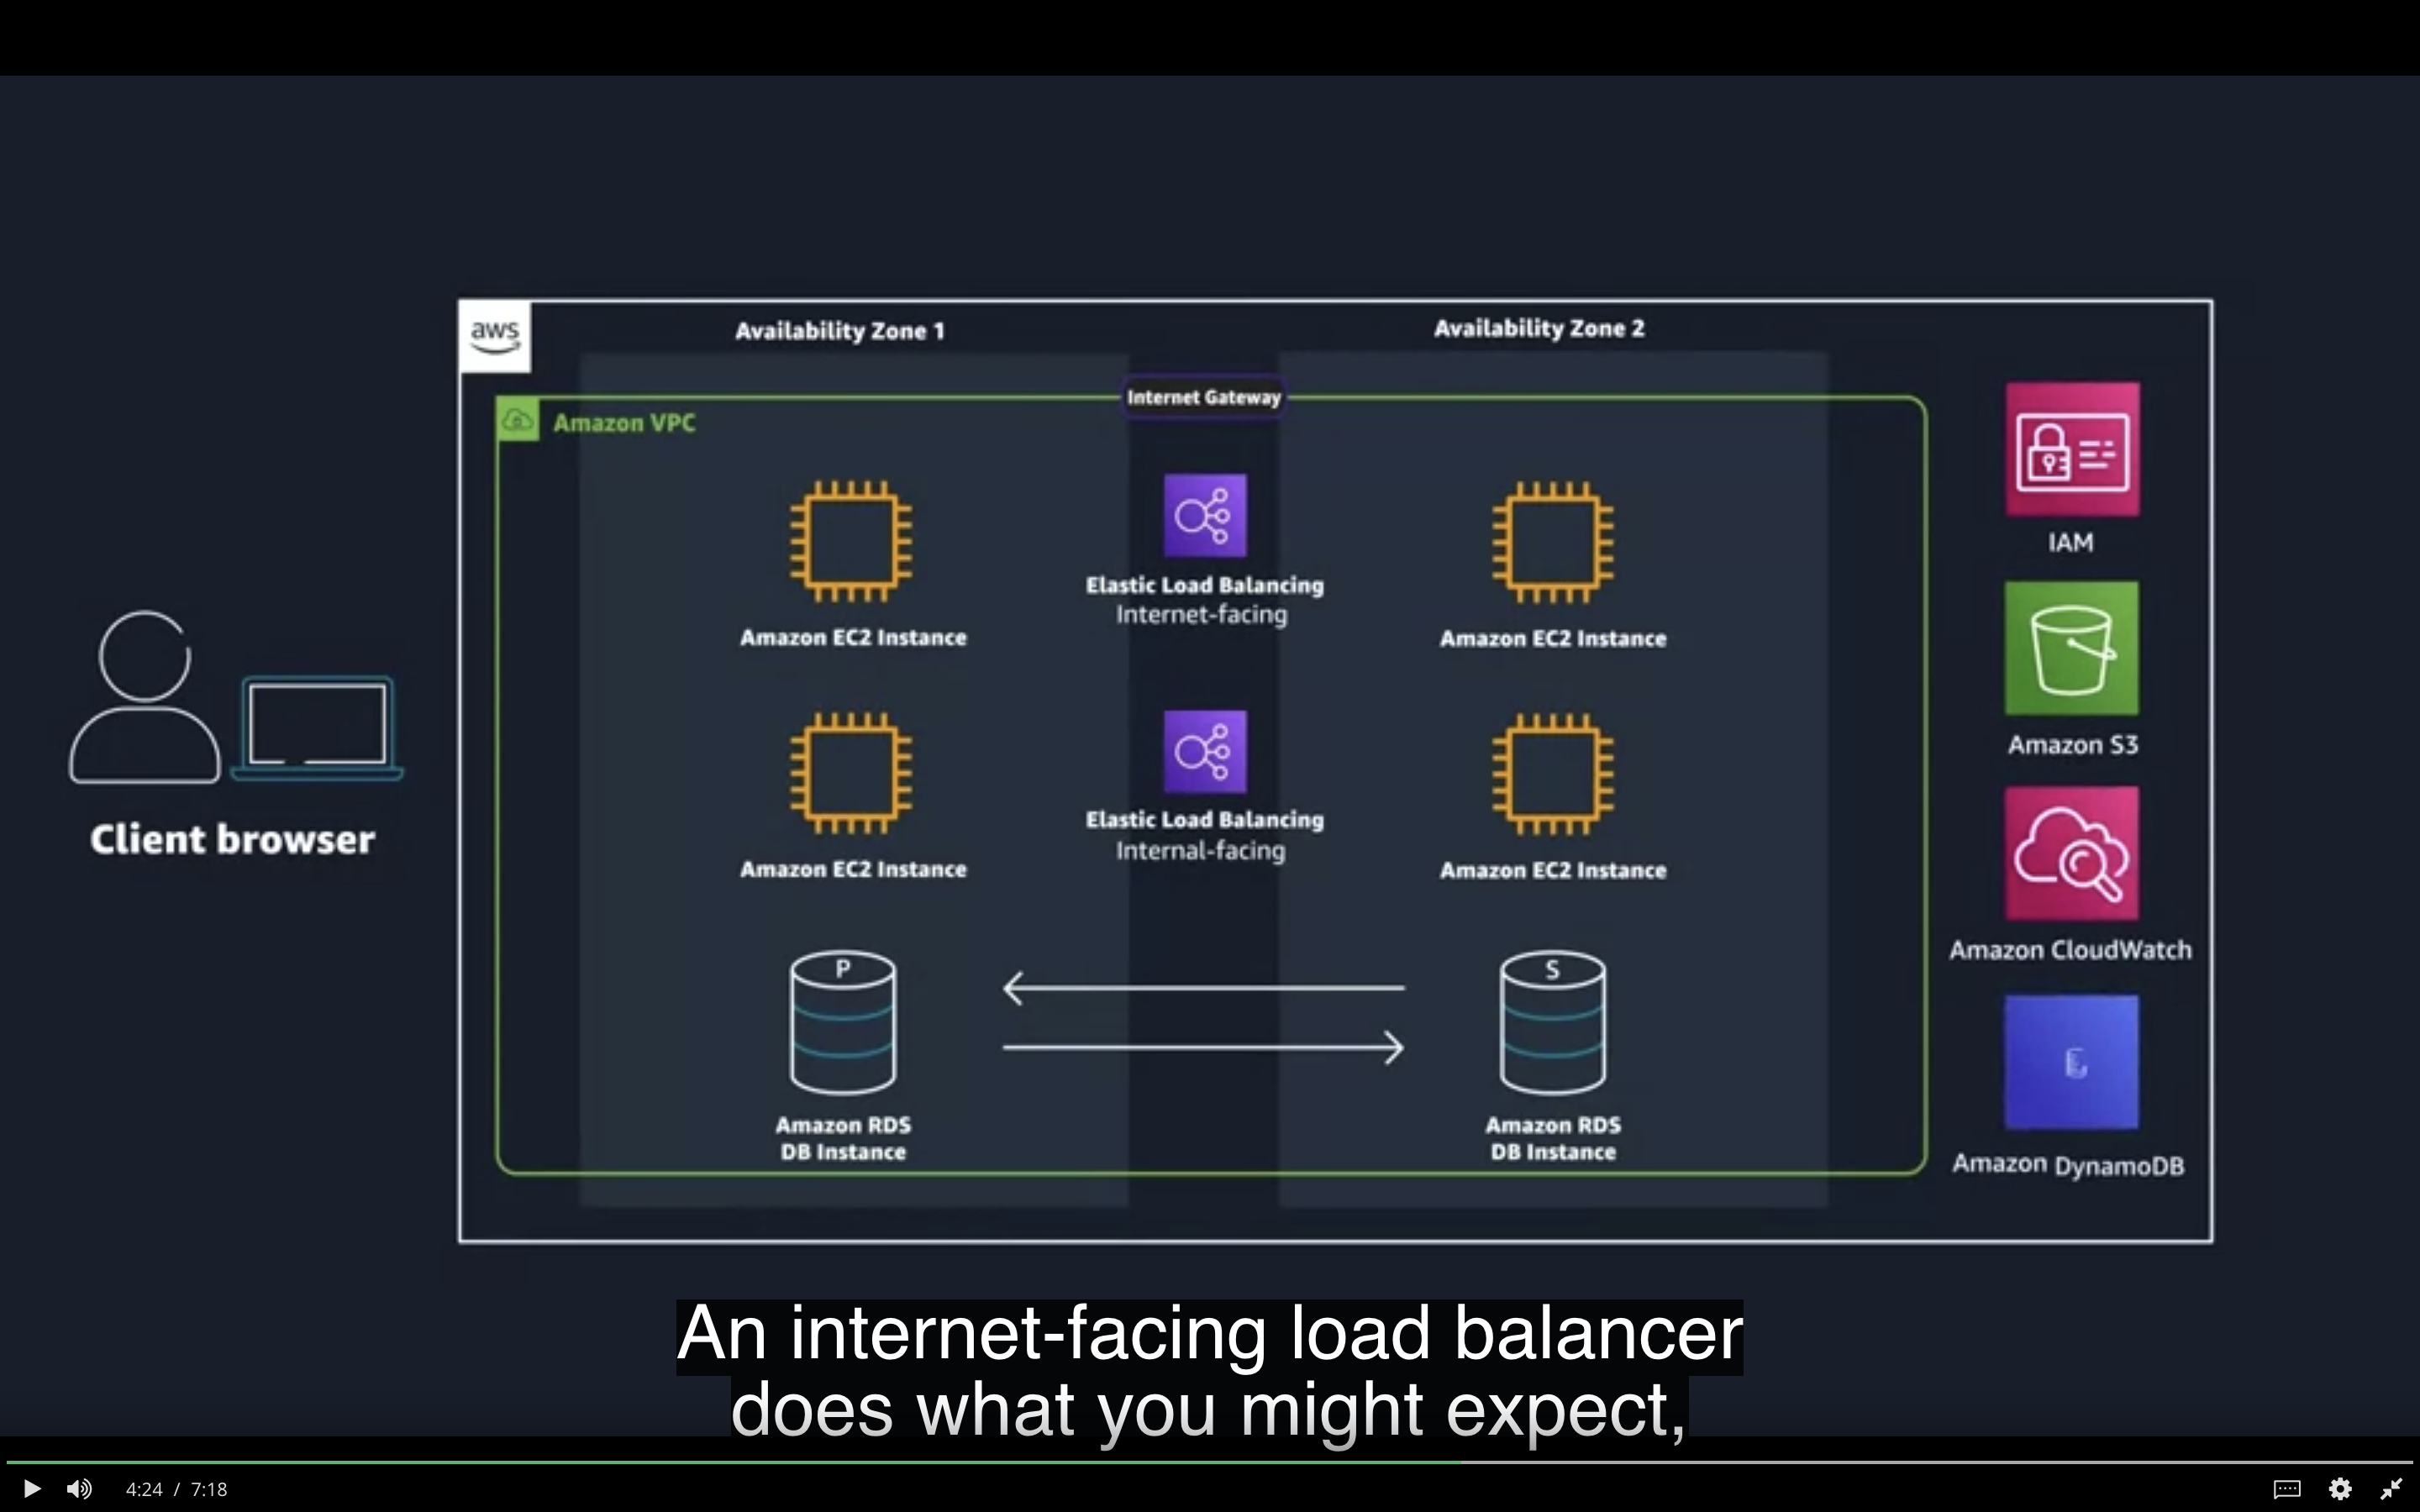 aws
Availability Zone 1
Availability Zone 2
Internet Gateway
Amazon VPC
Elastic Load Balancing
Internet-facing
Amazon EC2 Instance
Amazon EC2 Instance
Elastic Load Balancing
Internal-facing
Amazon EC2 Instance
Amazon EC2 Instance
P
S
Amazon RDS
DB Instance
Amazon RDS
DB Instance
IAM
Amazon S3
Amazon CloudWatch
Amazon DynamoDB
Client browser
An internet-facing load balancer
does what you might expect,
4:24 / 7:18